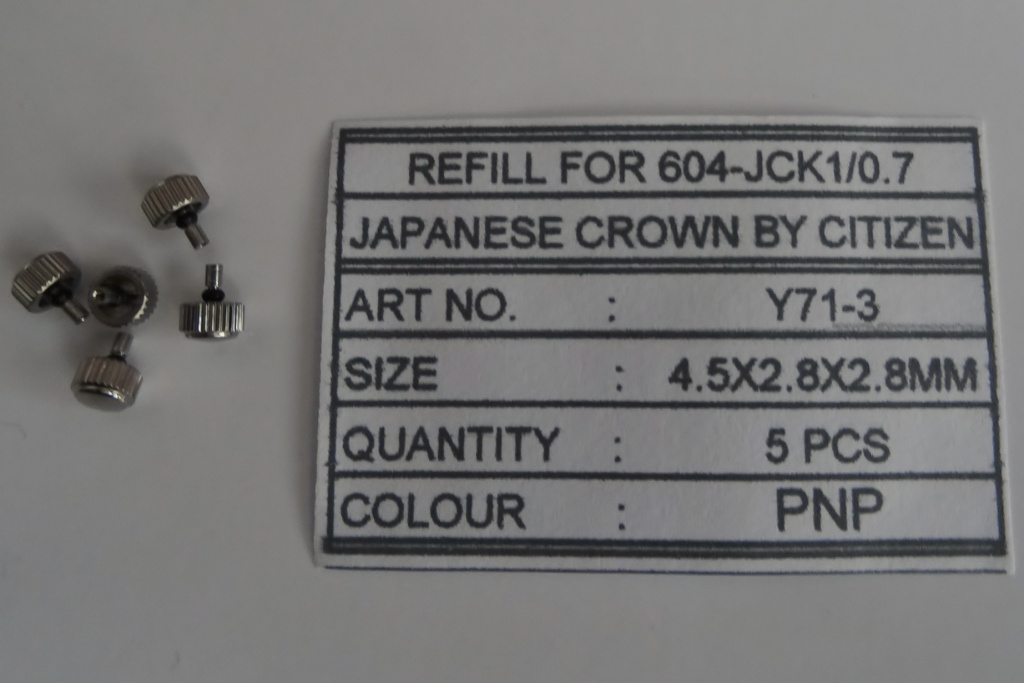 REFILL FOR 604-JCK1/0.7
JAPANESE CROWN BY CITIZEN
ART NO. : Y71-3
SIZE : 4.5X2.8X2.8MM
QUANTITY : 5 PCS
COLOUR : PNP